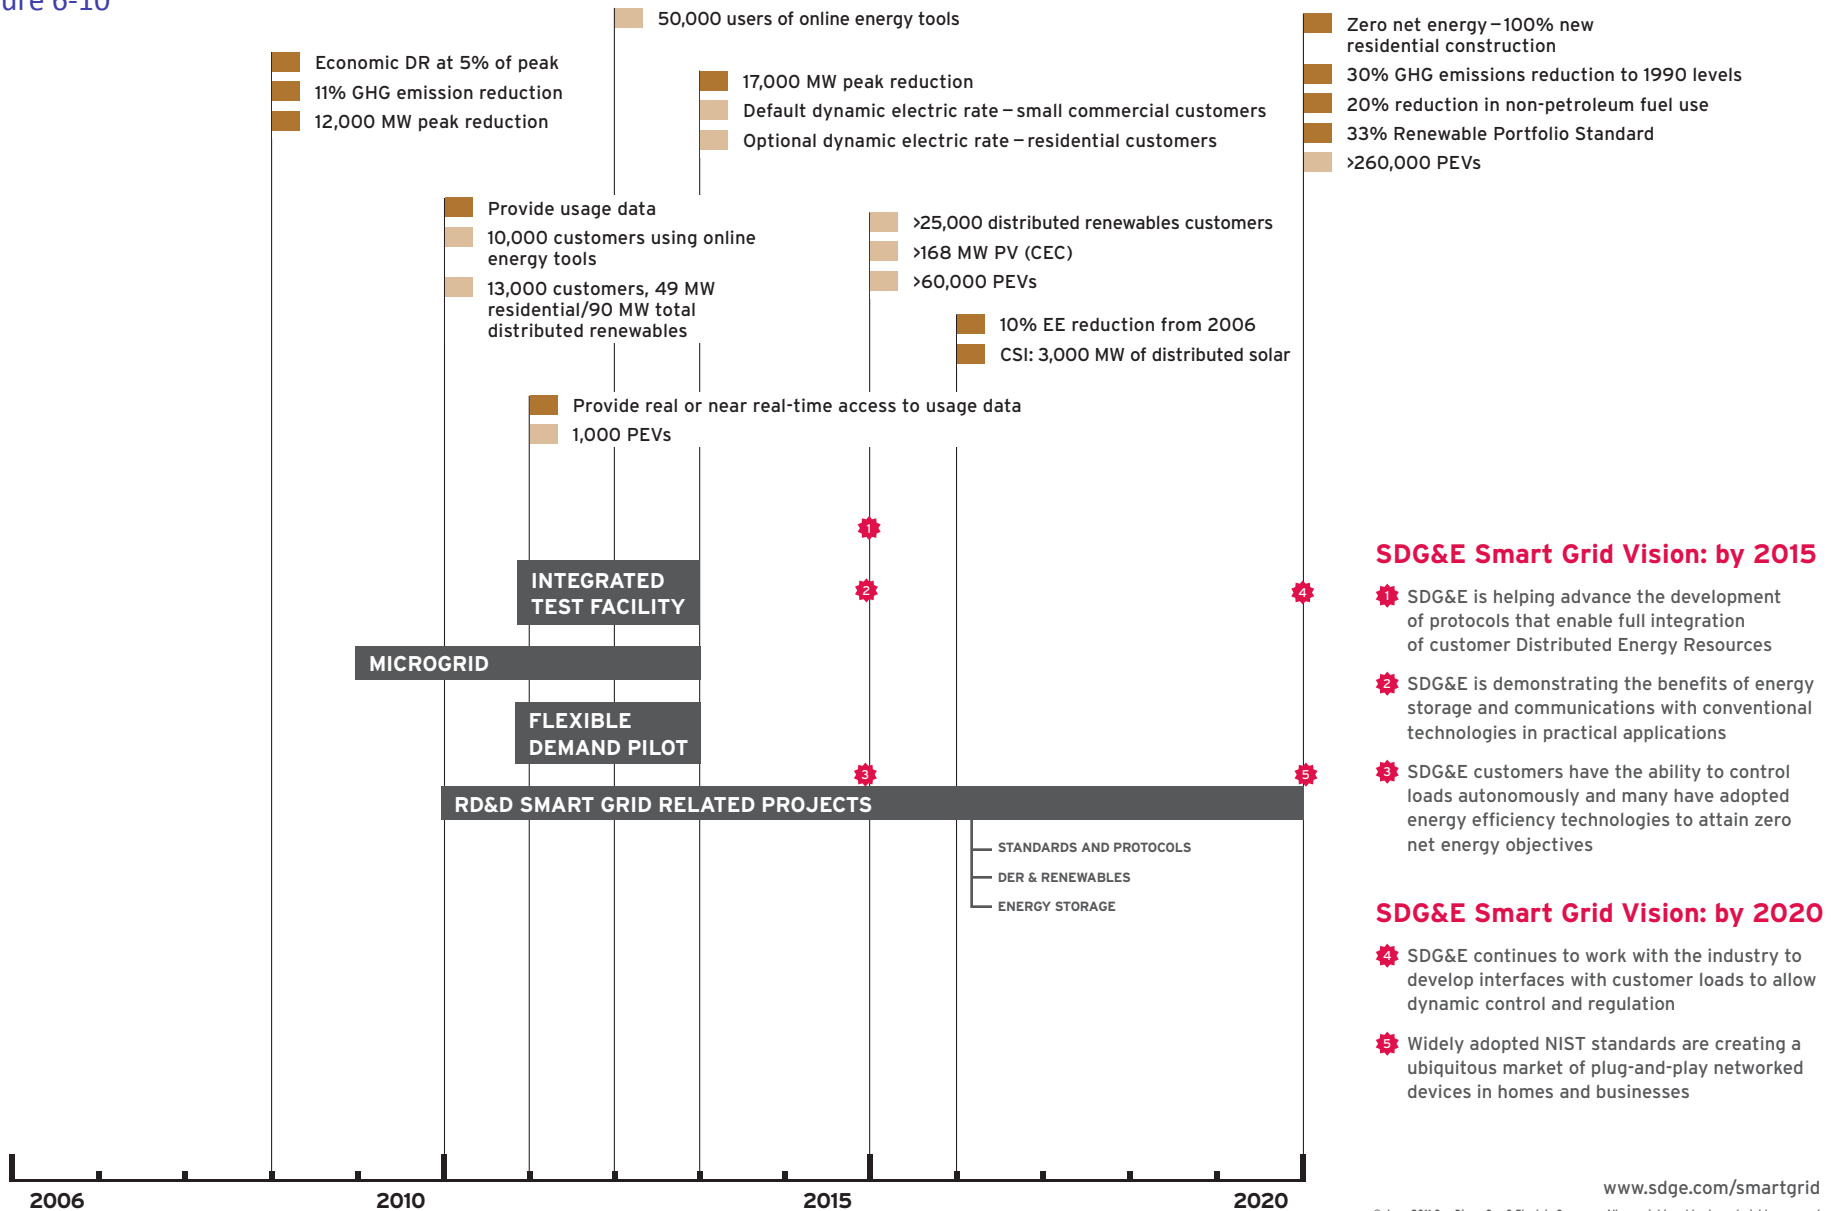 ure 6-10
50,000 users of online energy tools
Economic DR at 5% of peak
11% GHG emission reduction
12,000 MW peak reduction
17,000 MW peak reduction
Default dynamic electric rate – small commercial customers
Optional dynamic electric rate – residential customers
Zero net energy – 100% new
residential construction
30% GHG emissions reduction to 1990 levels
20% reduction in non-petroleum fuel use
33% Renewable Portfolio Standard
>260,000 PEVs
Provide usage data
10,000 customers using online
energy tools
13,000 customers, 49 MW
residential/90 MW total
distributed renewables
>25,000 distributed renewables customers
>168 MW PV (CEC)
>60,000 PEVs
10% EE reduction from 2006
CSI: 3,000 MW of distributed solar
Provide real or near real-time access to usage data
1,000 PEVs
1
2
4
INTEGRATED
TEST FACILITY
MICROGRID
FLEXIBLE
DEMAND PILOT
3
5
RD&D SMART GRID RELATED PROJECTS
STANDARDS AND PROTOCOLS
DER & RENEWABLES
ENERGY STORAGE
SDG&E Smart Grid Vision: by 2015
1 SDG&E is helping advance the development
of protocols that enable full integration
of customer Distributed Energy Resources
2 SDG&E is demonstrating the benefits of energy
storage and communications with conventional
technologies in practical applications
3 SDG&E customers have the ability to control
loads autonomously and many have adopted
energy efficiency technologies to attain zero
net energy objectives
SDG&E Smart Grid Vision: by 2020
4 SDG&E continues to work with the industry to
develop interfaces with customer loads to allow
dynamic control and regulation
5 Widely adopted NIST standards are creating a
ubiquitous market of plug-and-play networked
devices in homes and businesses
2006
2010
2015
2020
www.sdge.com/smartgrid